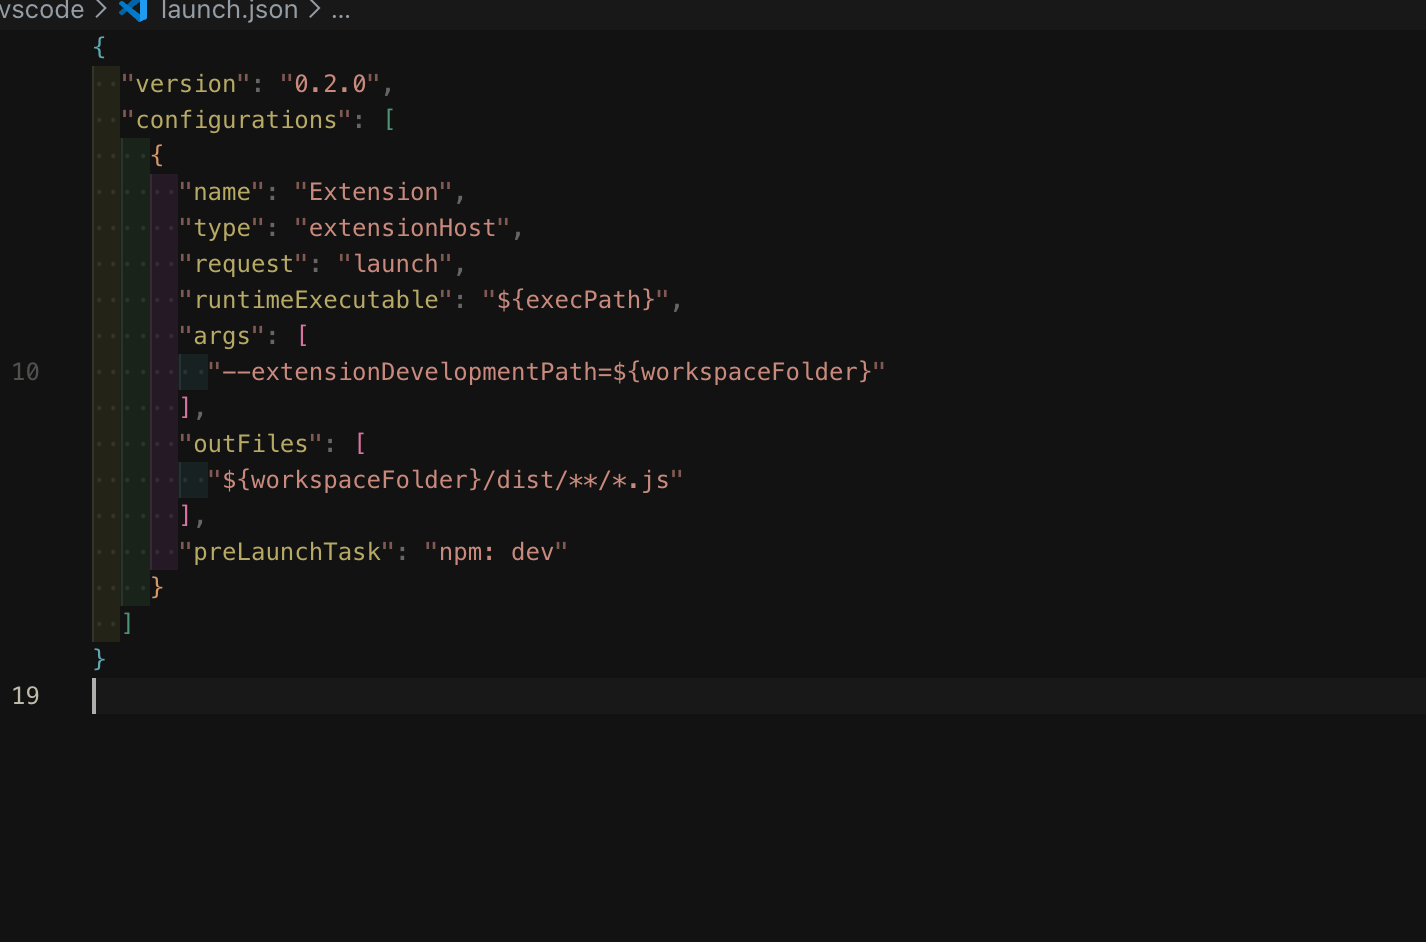 vscode > launch.json > ...
{
"version": "0.2.0",
"configurations": [
{
"name": "Extension",
"type": "extensionHost",
"request": "launch",
"runtimeExecutable": "${execPath}",
"args": [
10 "--extensionDevelopmentPath=${workspaceFolder}"
],
"outFiles": [
"${workspaceFolder}/dist/**/*.js"
],
"preLaunchTask": "npm: dev"
}
]
}
19